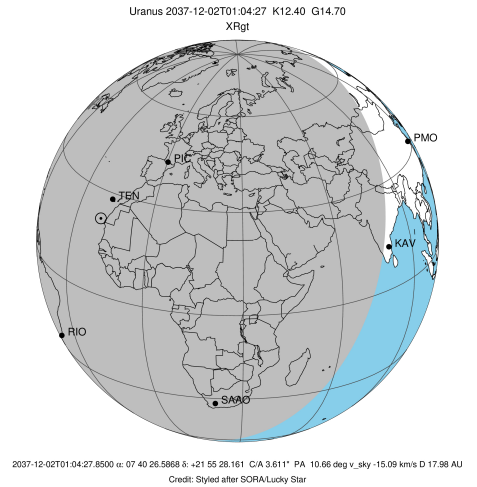 Uranus 2037-12-02T01:04:27 K12.40 G14.70
XRgt
PMO
PIC
TEN
KAV
RIO
SAAO
2037-12-02T01:04:27.8500 α: 07 40 26.5868 δ: +21 55 28.161 C/A 3.611" PA 10.66 deg v_sky -15.09 km/s D 17.98 AU
Credit: Styled after SORA/Lucky Star